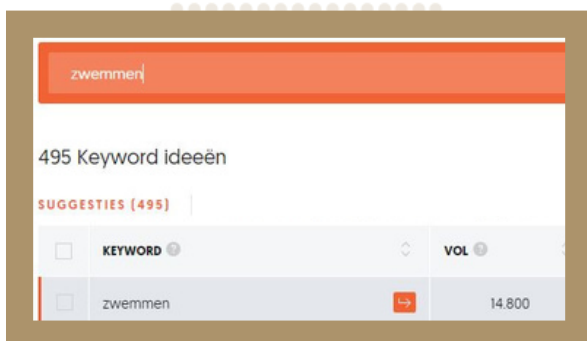 zwemmen
495 Keyword ideeën
SUGGESTIES (495)
KEYWORD VOL
zwemmen 14.800